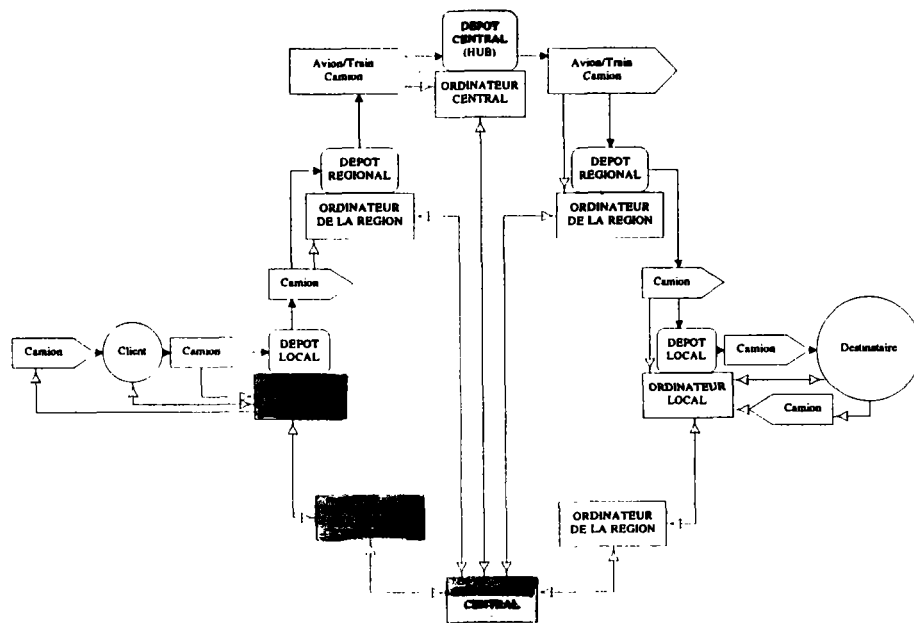 DEPOT
CENTRAL
(HUB)
Avion/Train
Camion
ORDINATEUR
CENTRAL
Avion/Train
Camion
DEPOT
REGIONAL
ORDINATEUR
DE LA REGION
DEPOT
REGIONAL
ORDINATEUR
DE LA REGION
Camion
Camion
Camion
Client
Camion
DEPOT
LOCAL
DEPOT
LOCAL
Camion
Destinataire
ORDINATEUR
LOCAL
Camion
ORDINATEUR
DE LA REGION
CENTRAL